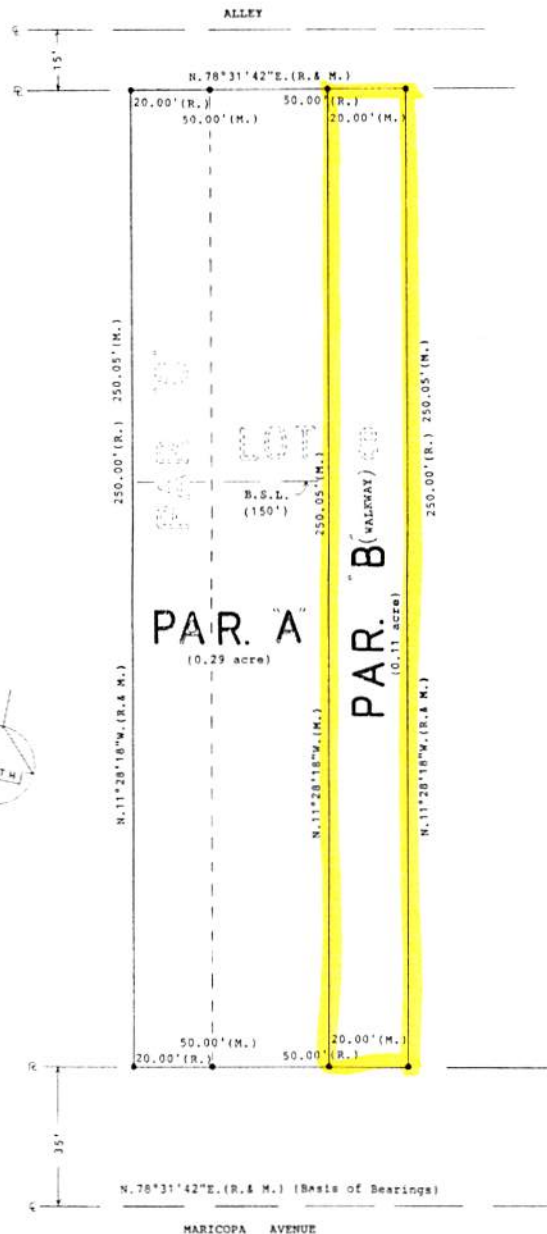 ALLEY
15'
N.78°31'42"E.(R.& M.)
20.00'(R.)
50.00'(R.)
50.00'(M.)
20.00'(M.)
250.00'(R.) 250.05'(M.)
PAR "C"
LOT
B.S.L.
(150')
250.05'(M.)
(WALKWAY)
250.00'(R.) 250.05'(M.)
PAR. "A"
(0.29 acre)
PAR. "B"
(0.11 acre)
N.11°28'18"W.(R.& M.)
N.11°28'18"W.(M.)
N.11°28'18"W.(R.& M.)
50.00'(M.)
20.00'(M.)
20.00'(R.)
50.00'(R.)
35'
N.78°31'42"E.(R.& M.) (Basis of Bearings)
MARICOPA AVENUE